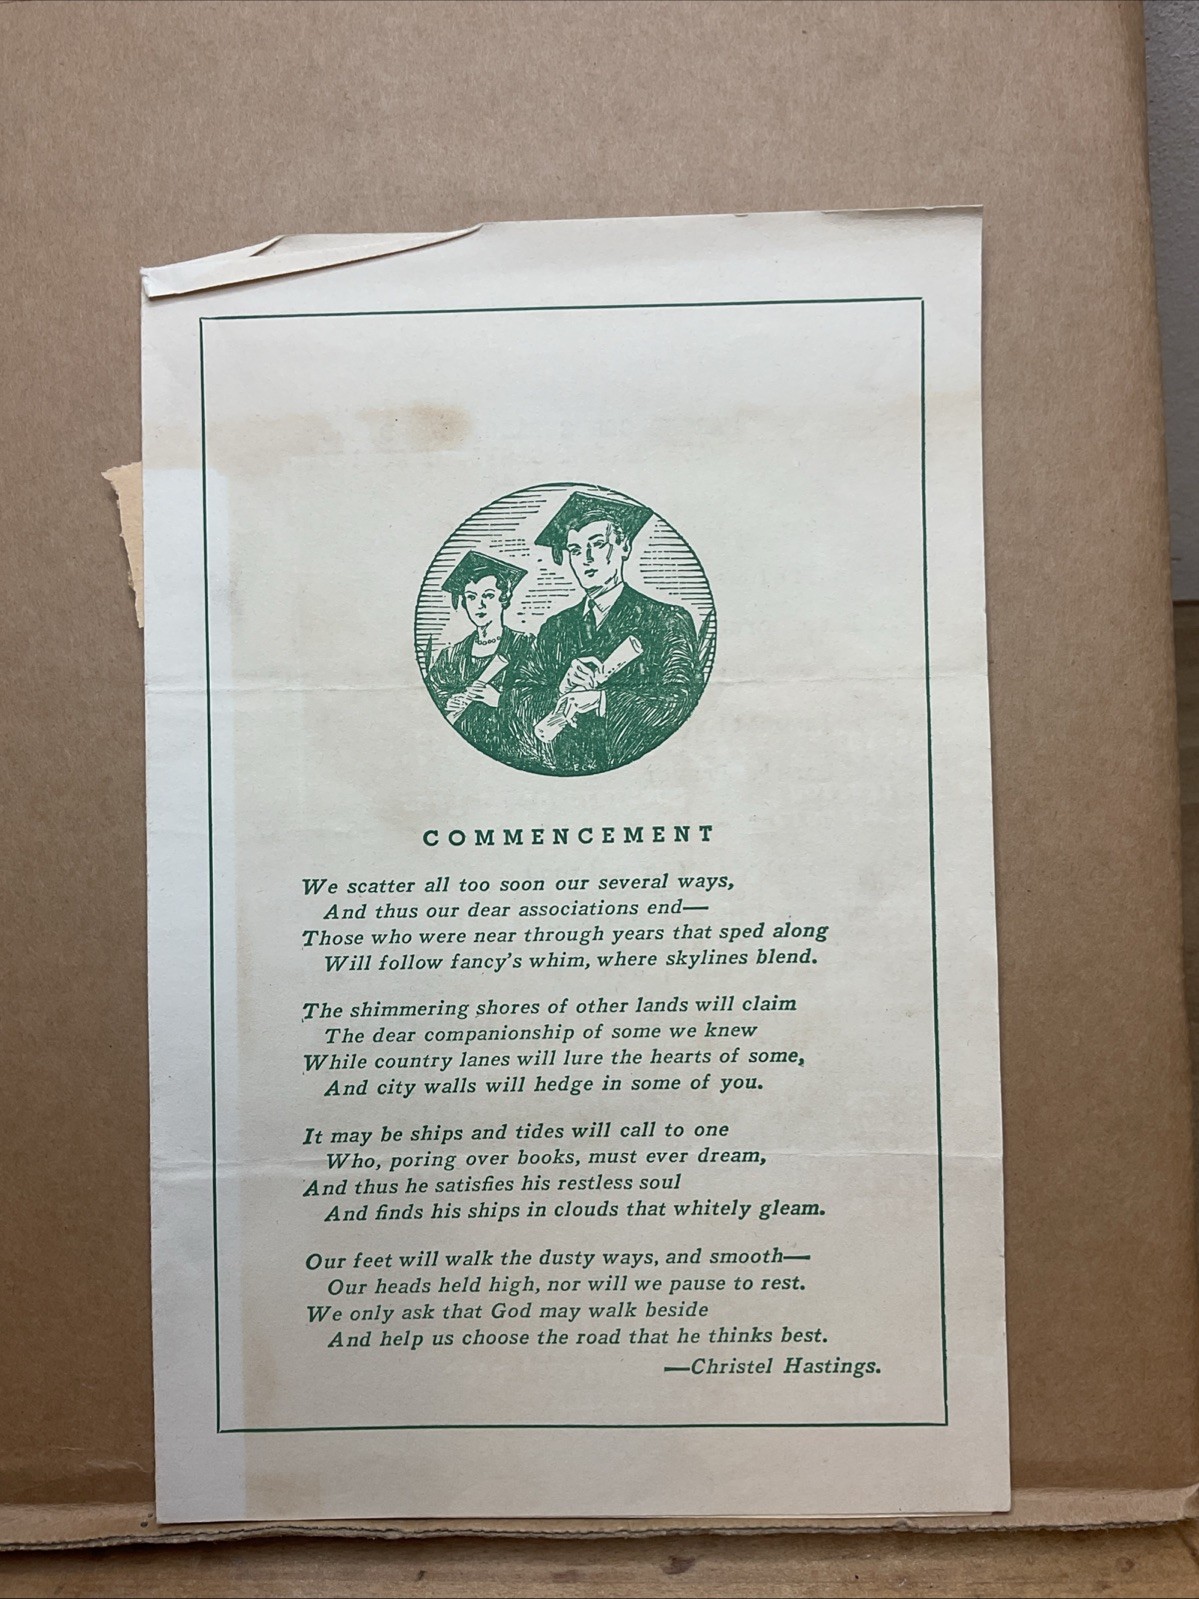 ECK
COMMENCEMENT
We scatter all too soon our several ways,
And thus our dear associations end—
Those who were near through years that sped along
Will follow fancy's whim, where skylines blend.
The shimmering shores of other lands will claim
The dear companionship of some we knew
While country lanes will lure the hearts of some,
And city walls will hedge in some of you.
It may be ships and tides will call to one
Who, poring over books, must ever dream,
And thus he satisfies his restless soul
And finds his ships in clouds that whitely gleam.
Our feet will walk the dusty ways, and smooth—
Our heads held high, nor will we pause to rest.
We only ask that God may walk beside
And help us choose the road that he thinks best.
—Christel Hastings.